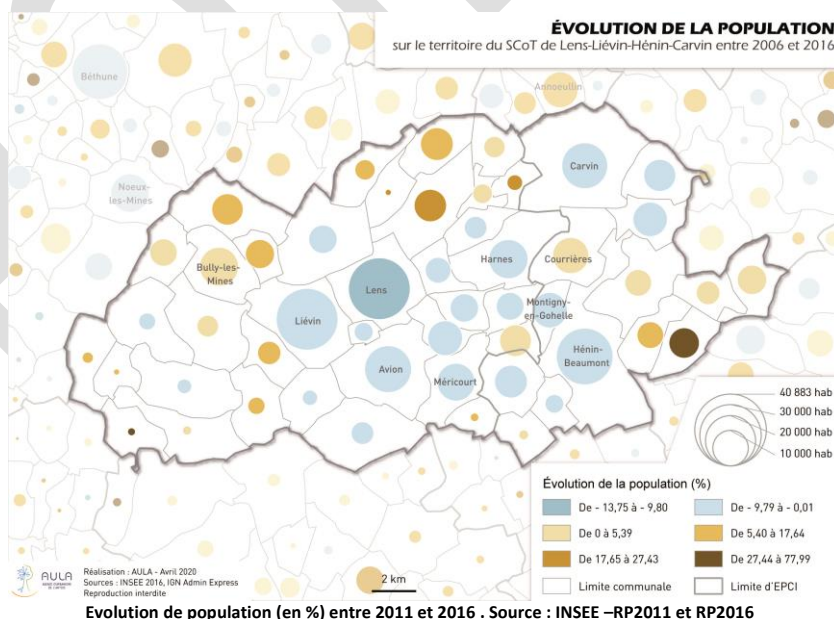 ÉVOLUTION DE LA POPULATION
sur le territoire du SCoT de Lens-Liévin-Hénin-Carvin entre 2006 et 2016
Béthune
Annoeullin
Noeux-
les-Mines
Carvin
Bully-les-
Mines
Harnes
Courrières
Lens
Liévin
Montigny-
en-Gohelle
Avion
Méricourt
Hénin-
Beaumont
40 883 hab
30 000 hab
20 000 hab
10 000 hab
Évolution de la population (%)
De - 13,75 à - 9,80
De - 9,79 à - 0,01
De 0 à 5,39
De 5,40 à 17,64
De 17,65 à 27,43
De 27,44 à 77,99
Limite communale
Limite d'EPCI
AULA
Réalisation : AULA - Avril 2020
Sources : INSEE 2016, IGN Admin Express
Reproduction interdite
2 km
Evolution de population (en %) entre 2011 et 2016 . Source : INSEE –RP2011 et RP2016